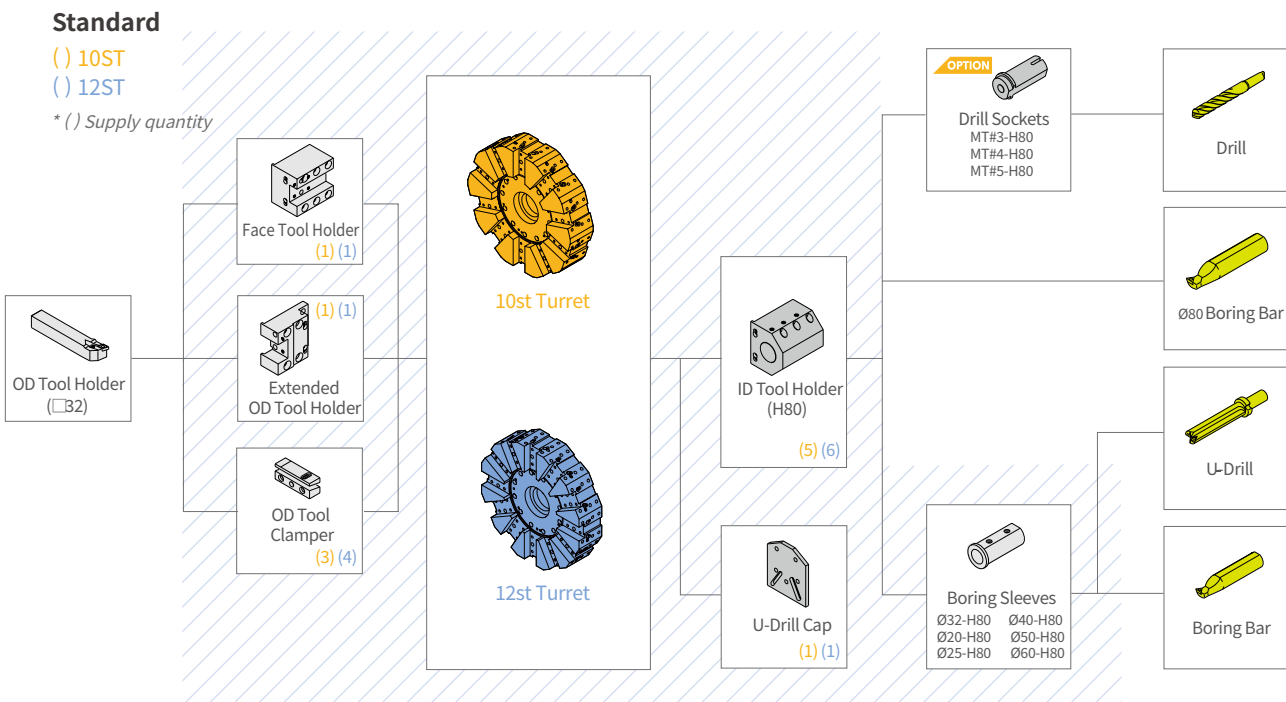 Standard
( ) 10ST
( ) 12ST
* ( ) Supply quantity
OD Tool Holder
(□32)
Face Tool Holder
(1) (1)
(1) (1)
Extended
OD Tool Holder
OD Tool
Clamper
(3) (4)
10st Turret
12st Turret
ID Tool Holder
(H80)
(5) (6)
U-Drill Cap
(1) (1)
OPTION
Drill Sockets
MT#3-H80
MT#4-H80
MT#5-H80
Boring Sleeves
Ø32-H80 Ø40-H80
Ø20-H80 Ø50-H80
Ø25-H80 Ø60-H80
Drill
Ø80 Boring Bar
U-Drill
Boring Bar